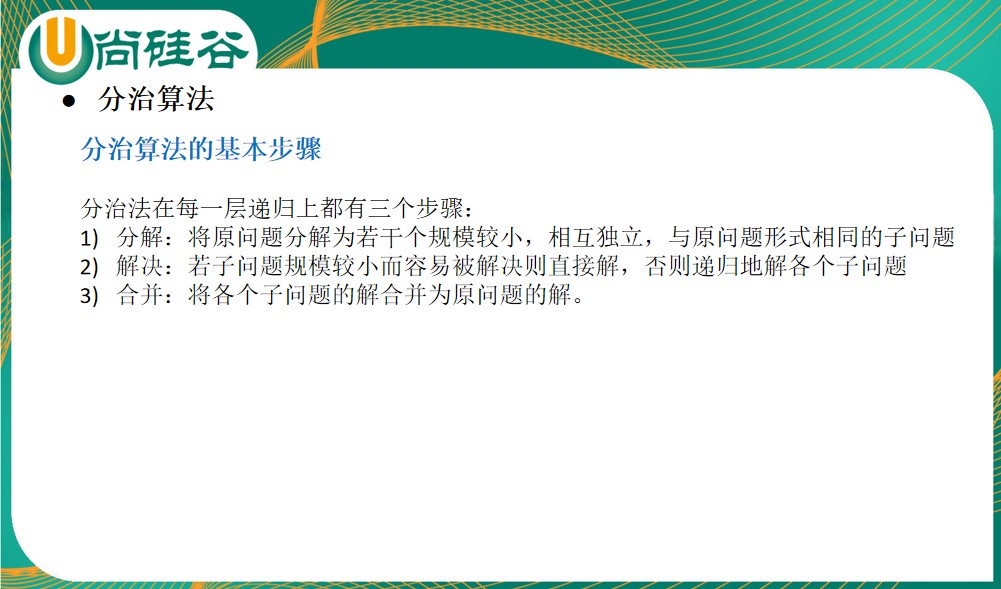 尚硅谷
● 分治算法
分治算法的基本步骤
分治法在每一层递归上都有三个步骤：
1) 分解：将原问题分解为若干个规模较小，相互独立，与原问题形式相同的子问题
2) 解决：若子问题规模较小而容易被解决则直接解，否则递归地解各个子问题
3) 合并：将各个子问题的解合并为原问题的解。